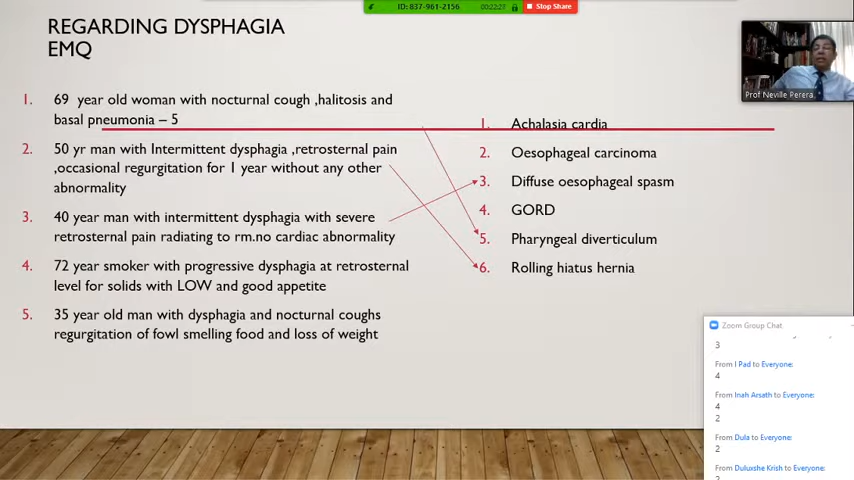 ID: 837-961-2156
00:22:27
Stop Share
REGARDING DYSPHAGIA
EMQ
Prof Neville Perera
1. 69 year old woman with nocturnal cough ,halitosis and
basal pneumonia – 5
2. 50 yr man with Intermittent dysphagia ,retrosternal pain
,occasional regurgitation for 1 year without any other
abnormality
3. 40 year man with intermittent dysphagia with severe
retrosternal pain radiating to rm.no cardiac abnormality
4. 72 year smoker with progressive dysphagia at retrosternal
level for solids with LOW and good appetite
5. 35 year old man with dysphagia and nocturnal coughs
regurgitation of fowl smelling food and loss of weight
1. Achalasia cardia
2. Oesophageal carcinoma
3. Diffuse oesophageal spasm
4. GORD
5. Pharyngeal diverticulum
6. Rolling hiatus hernia
Zoom Group Chat
3
From I Pad to Everyone:
4
From Inah Arsath to Everyone:
4
2
From Dula to Everyone:
2
From Duluxshe Krish to Everyone: